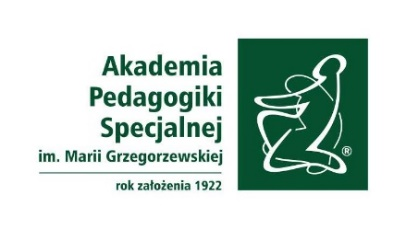 Akademia
Pedagogiki
Specjalnej
im. Marii Grzegorzewskiej
rok założenia 1922
®